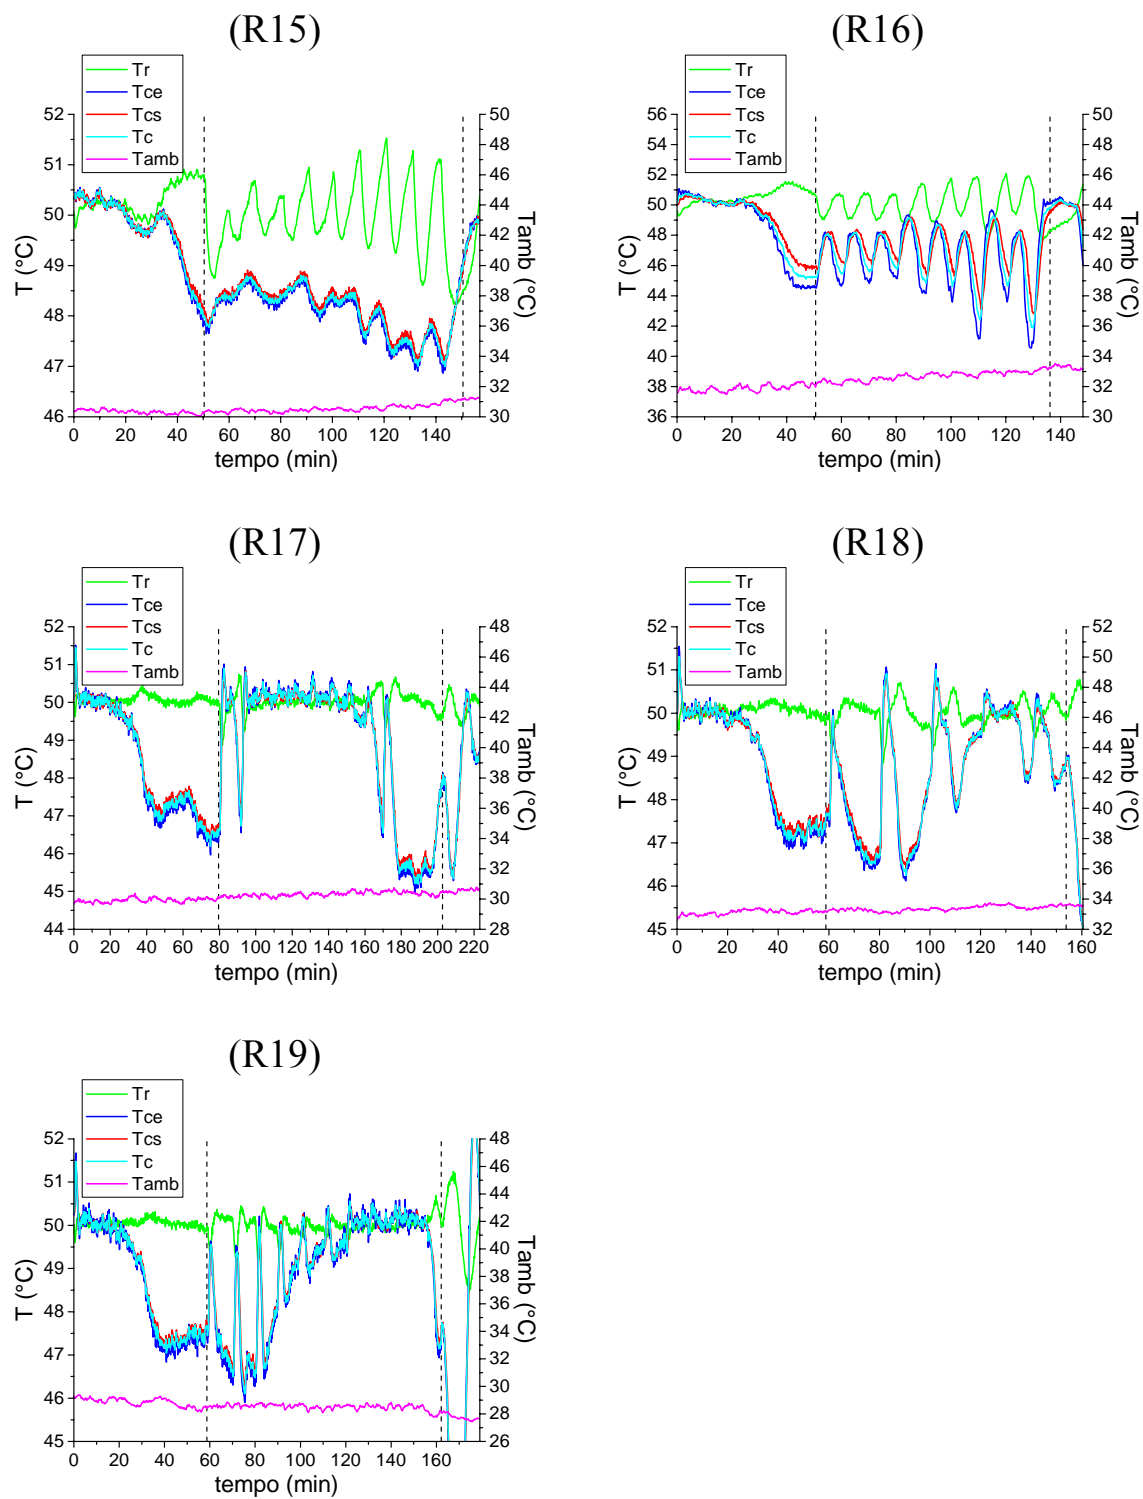 (R15)
Tr
Tce
Tcs
Tc
Tamb
52
51
50
49
48
47
46
T (°C)
50
48
46
44
42
40
38
36
34
32
30
Tamb (°C)
0 20 40 60 80 100 120 140
tempo (min)
(R16)
Tr
Tce
Tcs
Tc
Tamb
56
54
52
50
48
46
44
42
40
38
36
T (°C)
50
48
46
44
42
40
38
36
34
32
30
Tamb (°C)
0 20 40 60 80 100 120 140
tempo (min)
(R17)
Tr
Tce
Tcs
Tc
Tamb
52
51
50
49
48
47
46
45
44
T (°C)
48
46
44
42
40
38
36
34
32
30
28
Tamb (°C)
0 20 40 60 80 100 120 140 160 180 200 220
tempo (min)
(R18)
Tr
Tce
Tcs
Tc
Tamb
52
51
50
49
48
47
46
45
T (°C)
52
50
48
46
44
42
40
38
36
34
32
Tamb (°C)
0 20 40 60 80 100 120 140 160
tempo (min)
(R19)
Tr
Tce
Tcs
Tc
Tamb
52
51
50
49
48
47
46
45
T (°C)
48
46
44
42
40
38
36
34
32
30
28
26
Tamb (°C)
0 20 40 60 80 100 120 140 160
tempo (min)